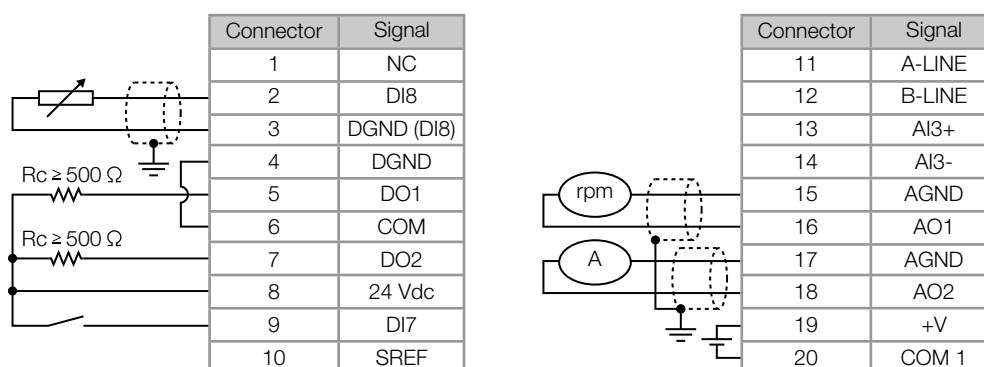 Connector Signal
1 NC
2 DI8
3 DGND (DI8)
4 DGND
5 DO1
6 COM
7 DO2
8 24 Vdc
9 DI7
10 SREF
Rc ≥ 500 Ω
Rc ≥ 500 Ω
Connector Signal
11 A-LINE
12 B-LINE
13 AI3+
14 AI3-
15 AGND
16 AO1
17 AGND
18 AO2
19 +V
20 COM 1
rpm
A